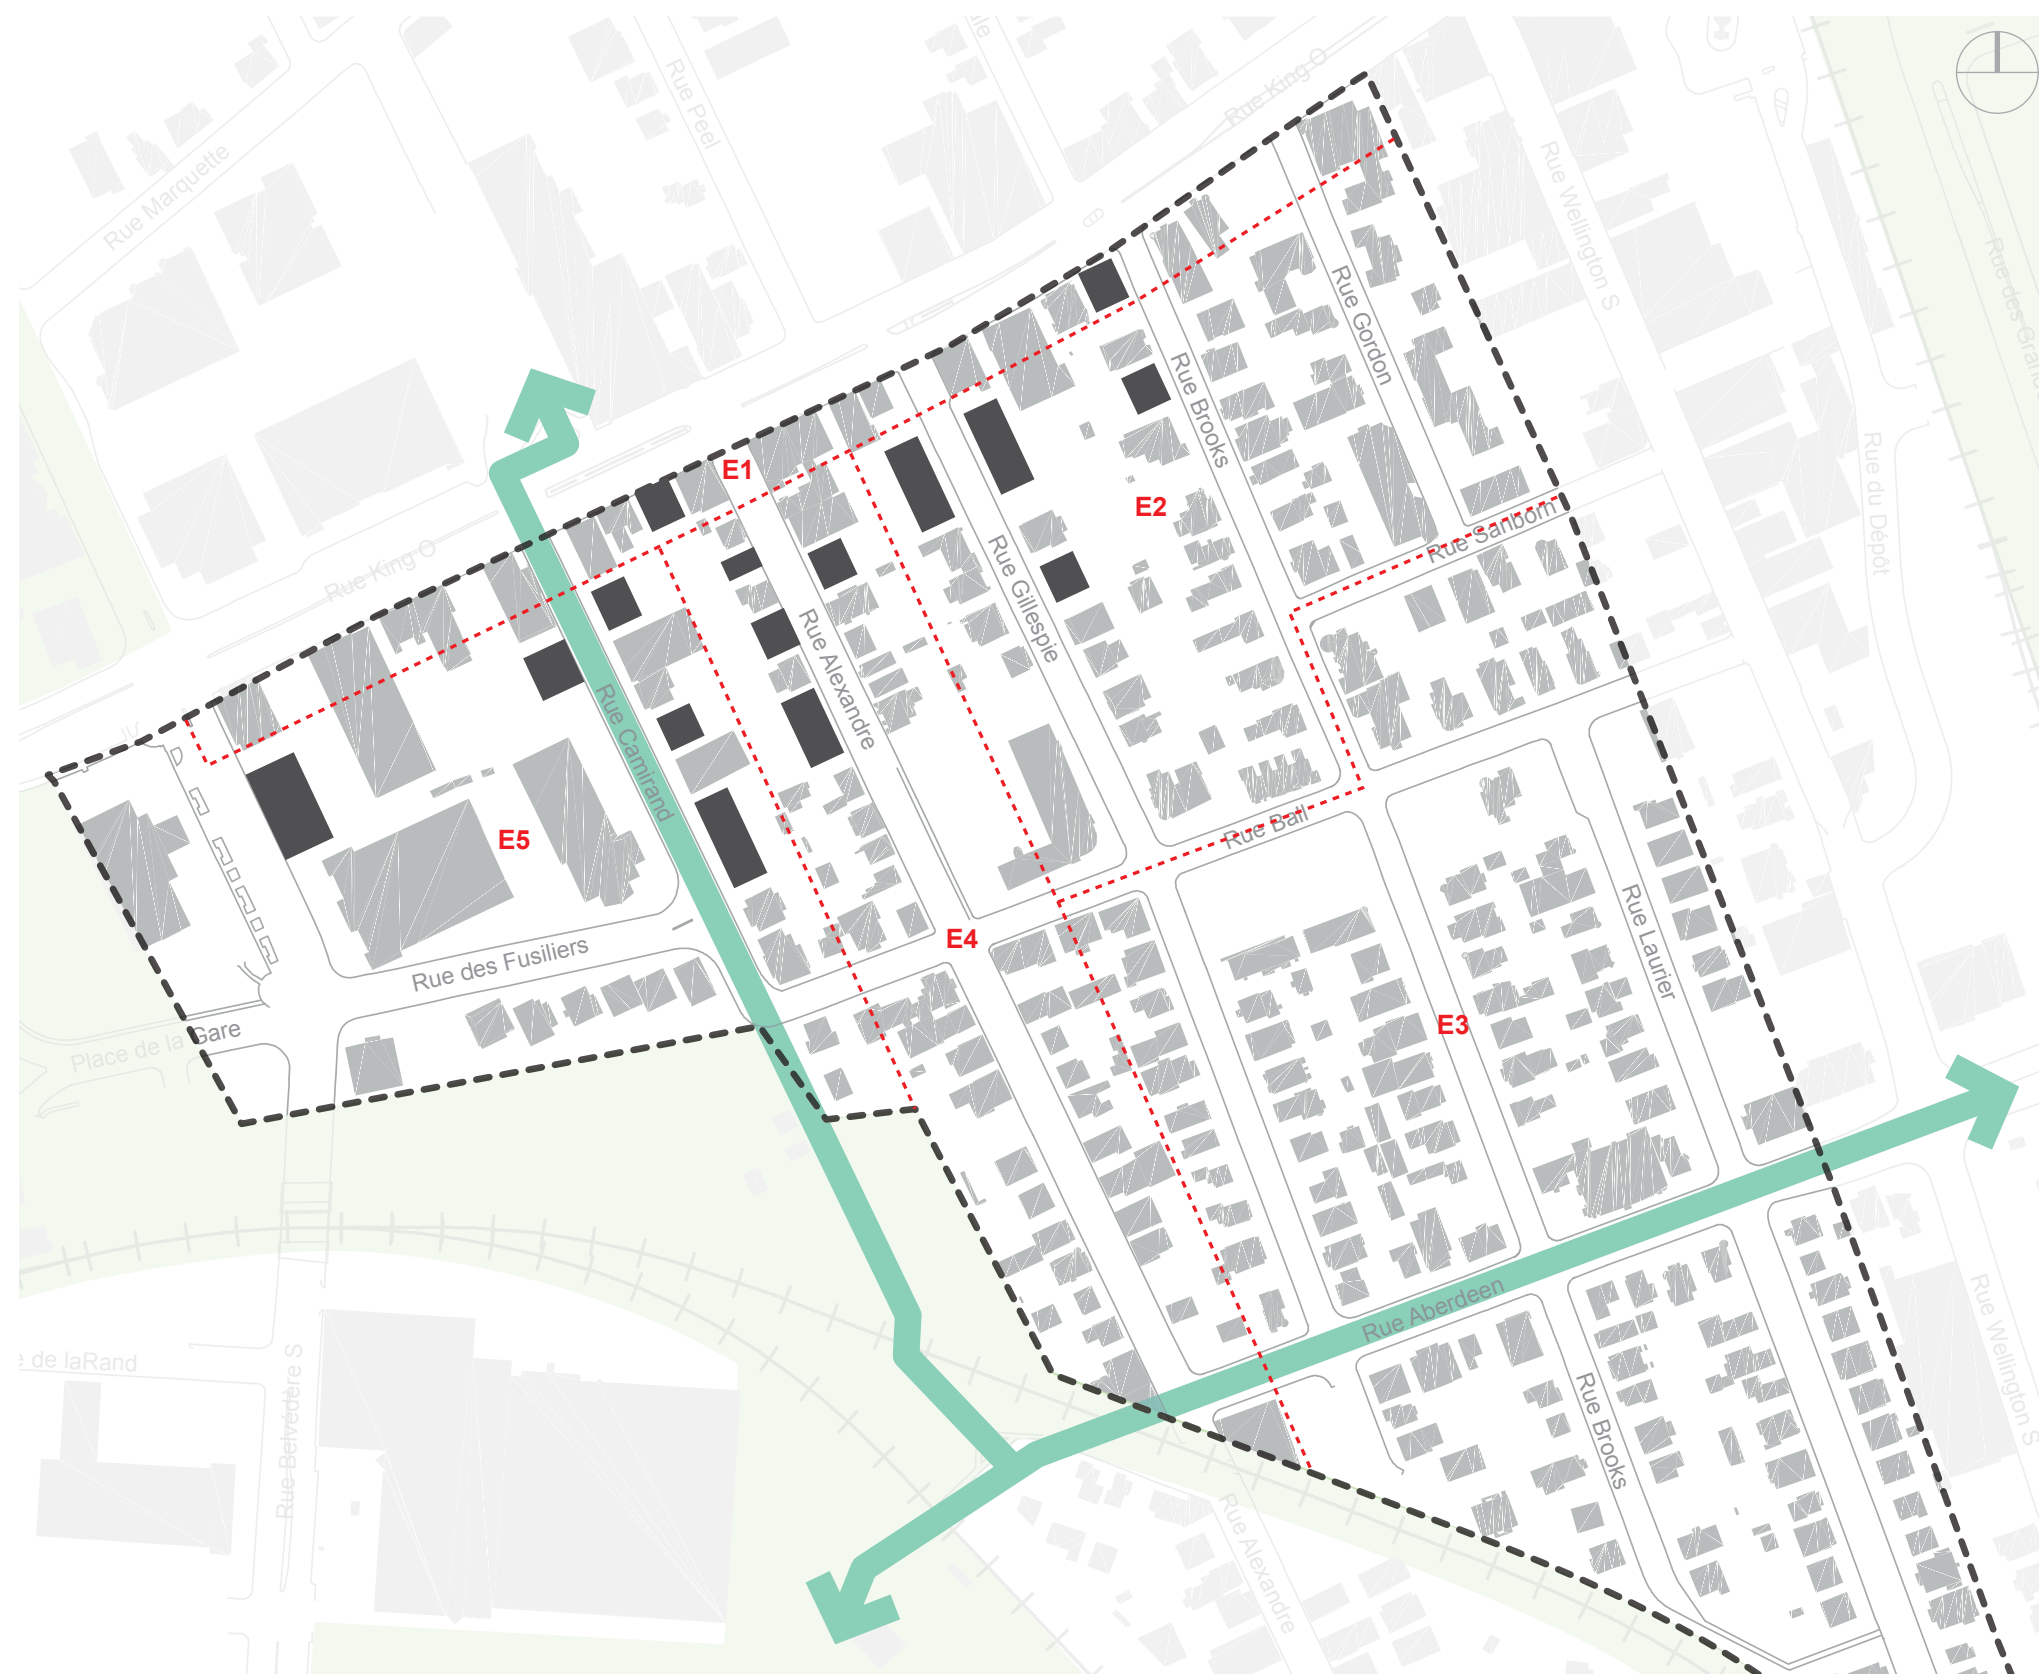 Rue Peel
Rue King O
Rue Marquette
Rue Wellington S
Rue Gordon
Rue Brooks
E1
E2
Rue King O
Rue Sanborn
Rue du Dépôt
Rue Gillespie
Rue Alexandre
Rue Camirand
E5
Rue Ball
Rue Laurier
E4
Rue des Fusiliers
E3
Place de la Gare
Rue Aberdeen
Rue Belvédère S
e de laRand
Rue Wellington S
Rue Brooks
Rue Alexandre